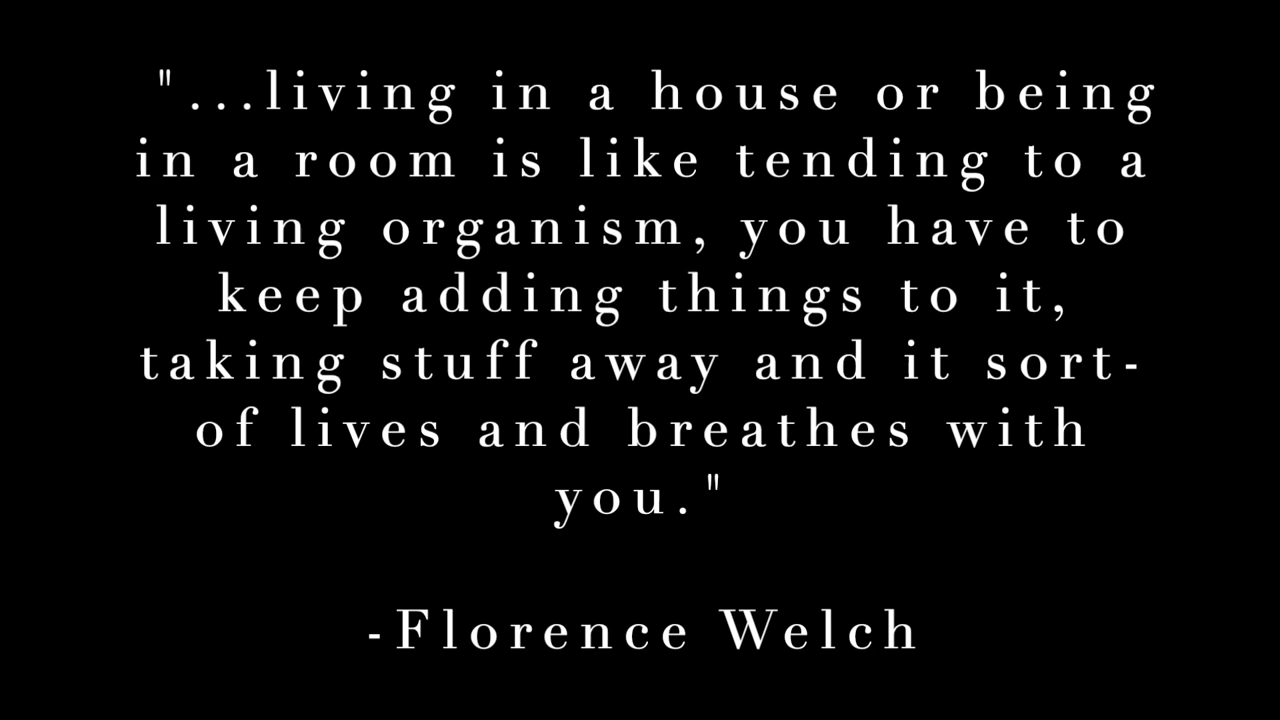 "...living in a house or being
in a room is like tending to a
living organism, you have to
keep adding things to it,
taking stuff away and it sort-
of lives and breathes with
you."
-Florence Welch